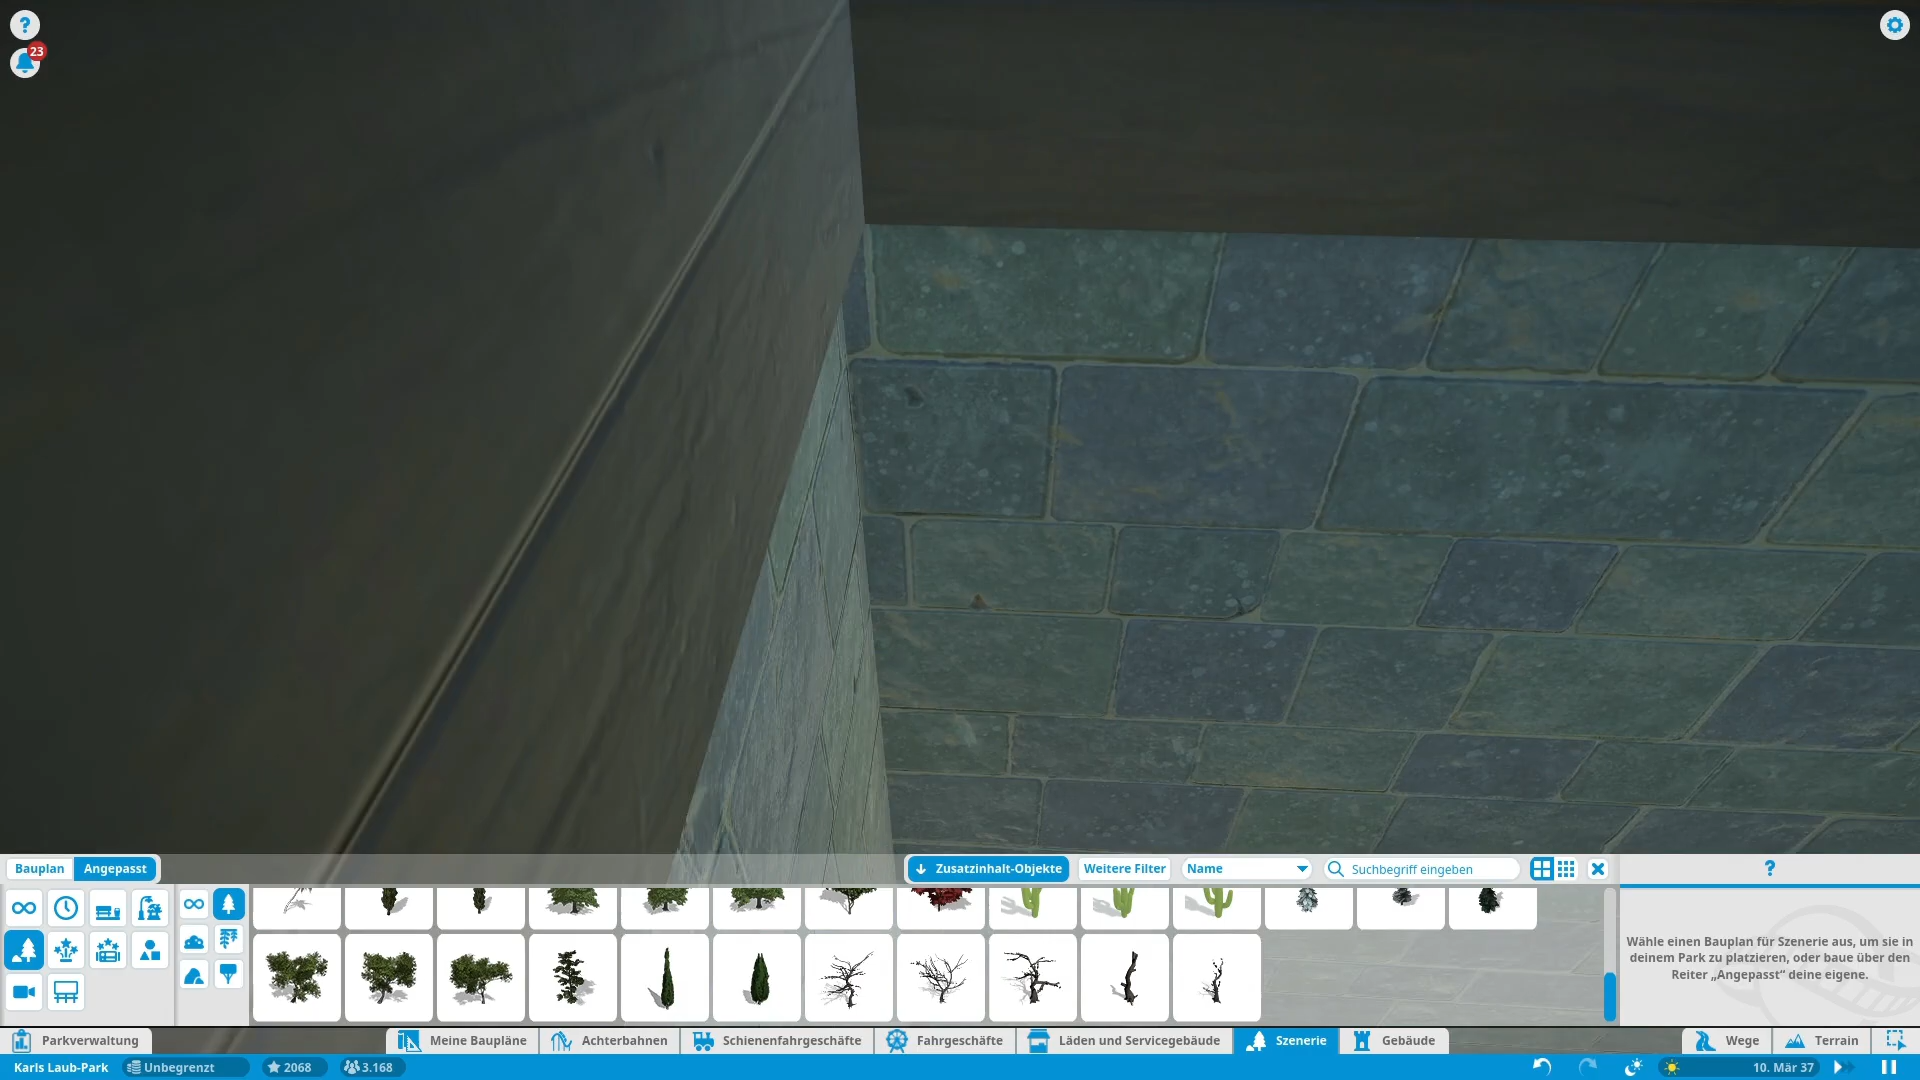 ?
23
Bauplan
Angepasst
Zusatzinhalt-Objekte
Weitere Filter
Name
Suchbegriff eingeben
?
Wähle einen Bauplan für Szenerie aus, um sie in
deinem Park zu platzieren, oder baue über den
Reiter „Angepasst“ deine eigene.
Parkverwaltung
Meine Baupläne
Achterbahnen
Schienenfahrgeschäfte
Fahrgeschäfte
Läden und Servicegebäude
Szenerie
Gebäude
Wege
Terrain
Karls Laub-Park
Unbegrenzt
2068
3.168
10. Mär 37